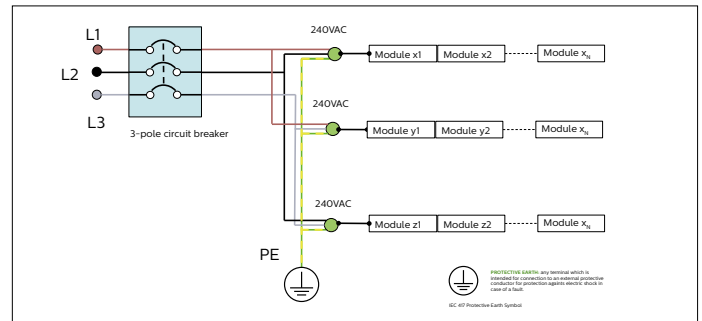 240VAC
L1
Module x1 Module x2 Module xN
L2
240VAC
L3
3-pole circuit breaker
Module y1 Module y2 Module xN
240VAC
Module z1 Module z2 Module xN
PE
PROTECTIVE EARTH: any terminal which is
intended for connection to an external protective
conductor for protection againts electric shock in
case of a fault
IEC 417 Protective Earth Symbol